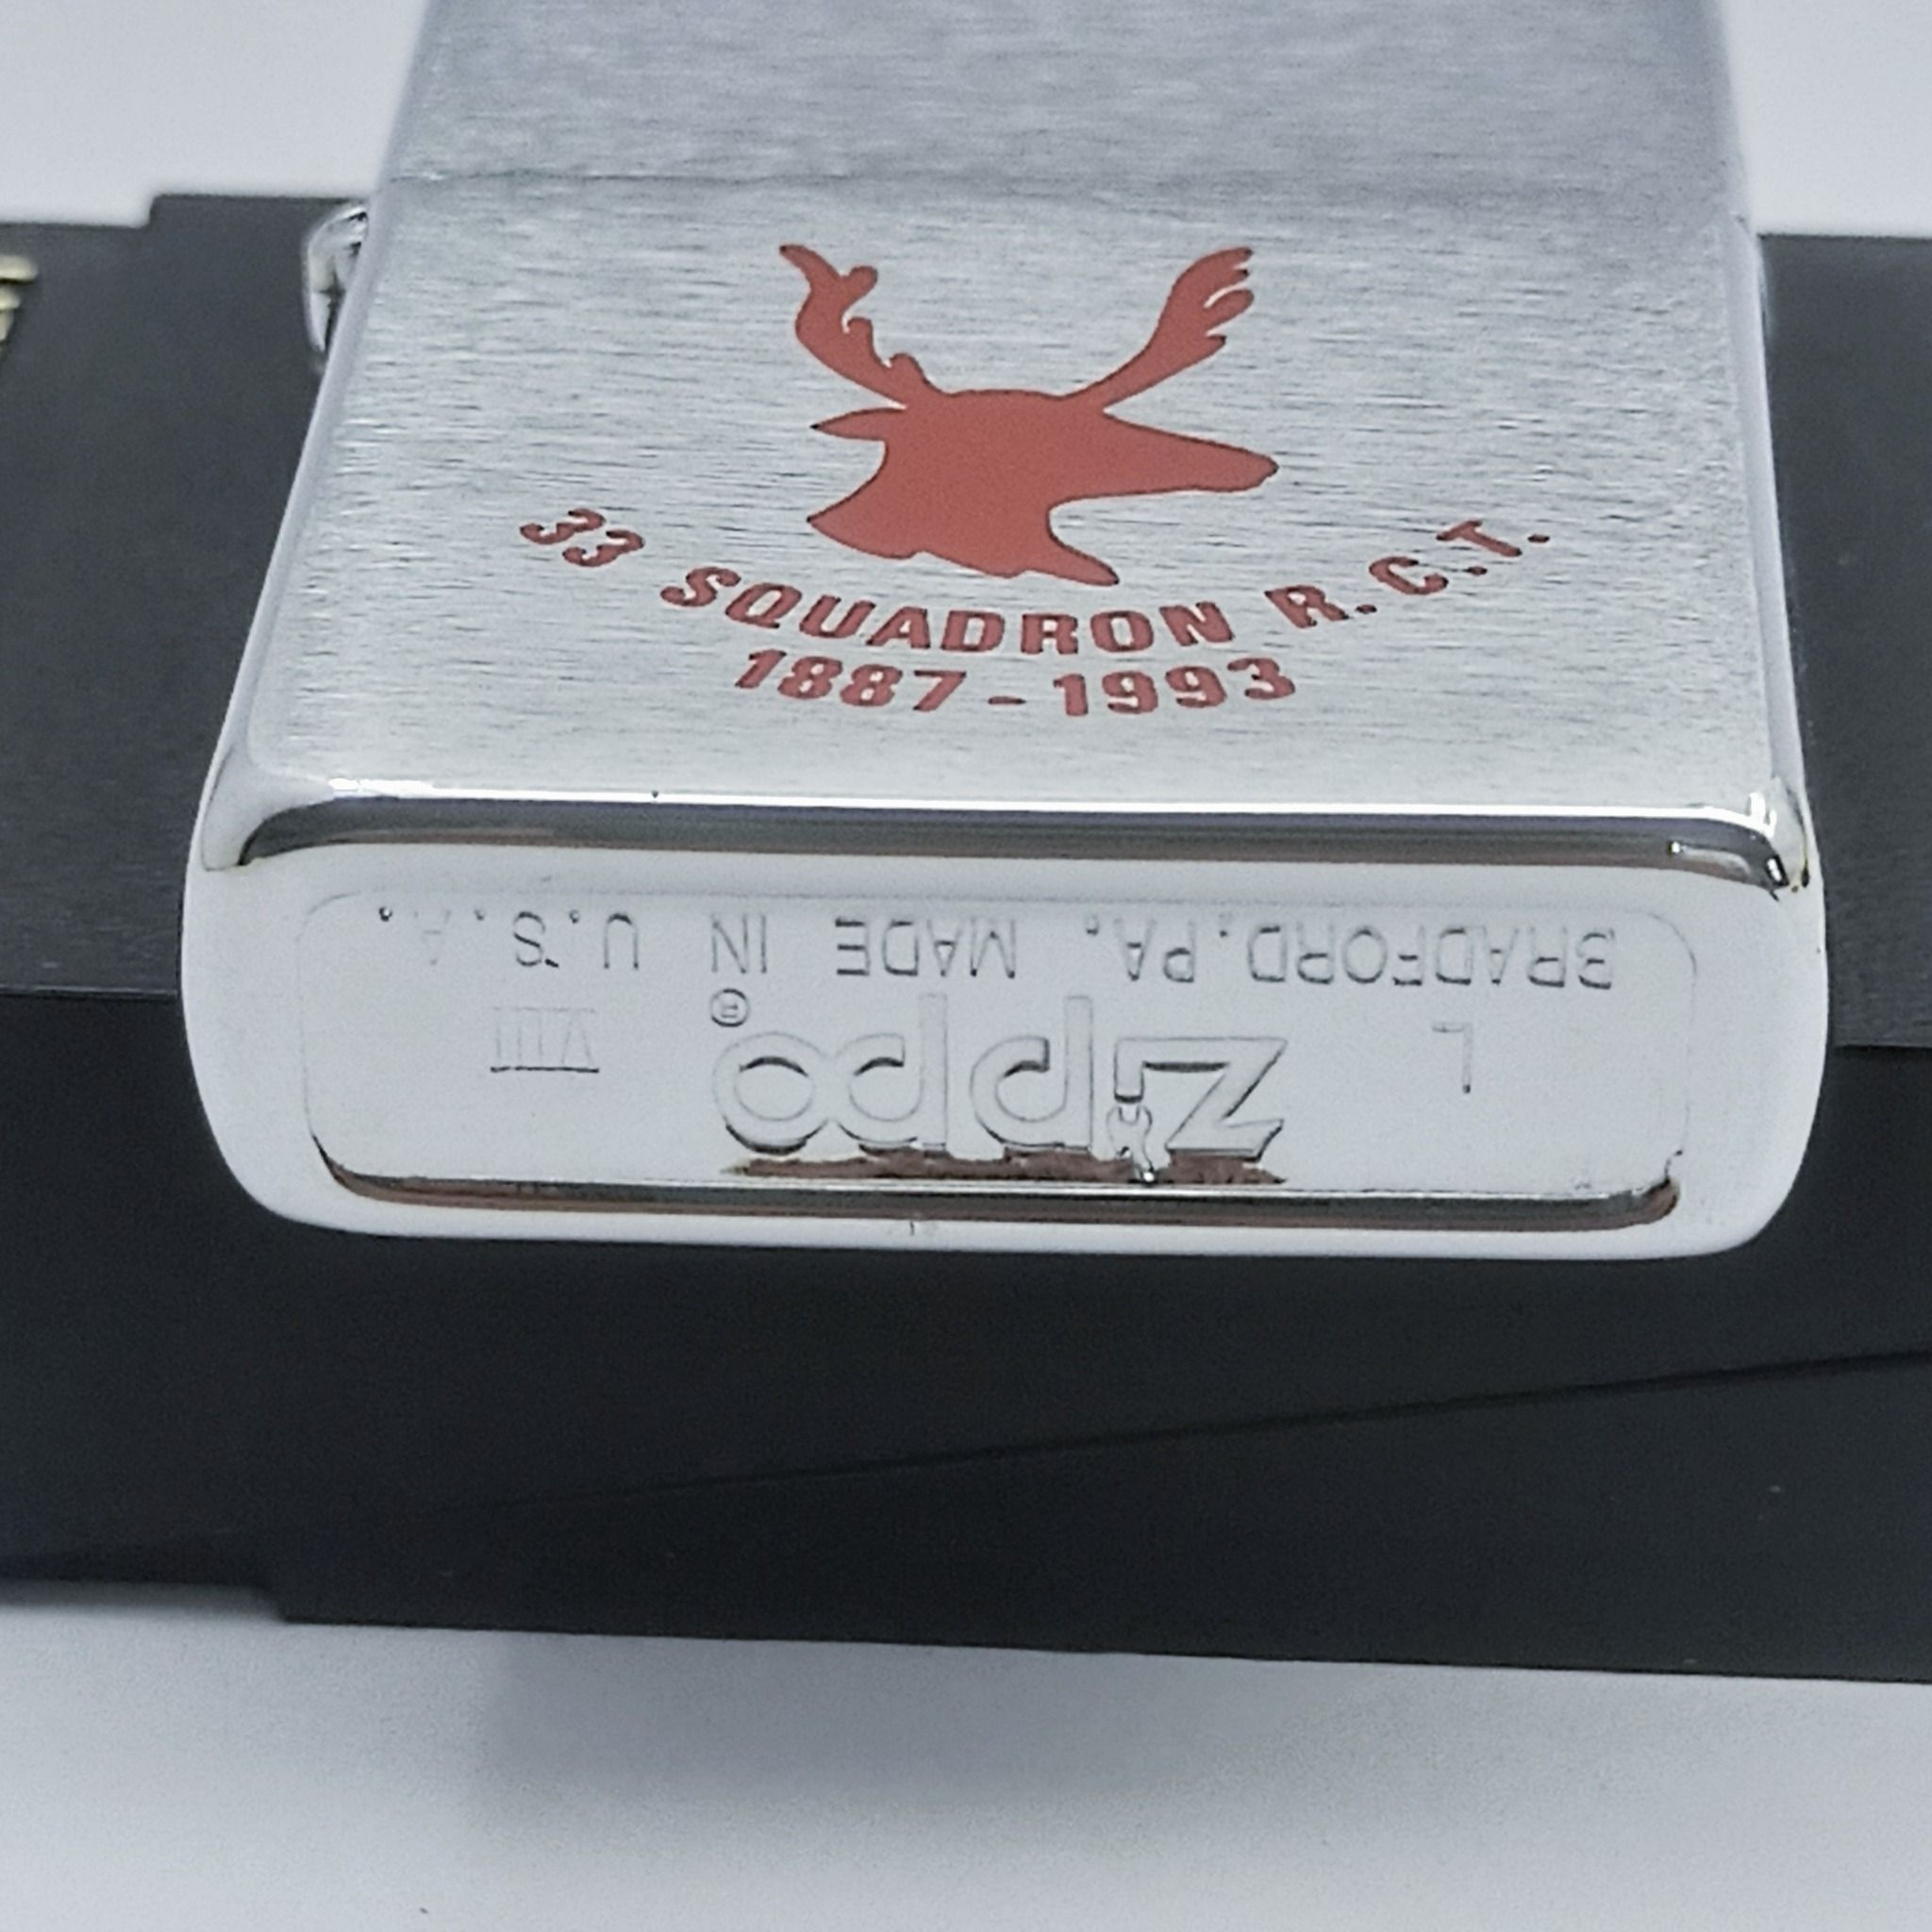 33 SQUADRON R.C.T.
1887-1993
L Zippo® VIII
BRADFORD, PA. MADE IN U.S.A.